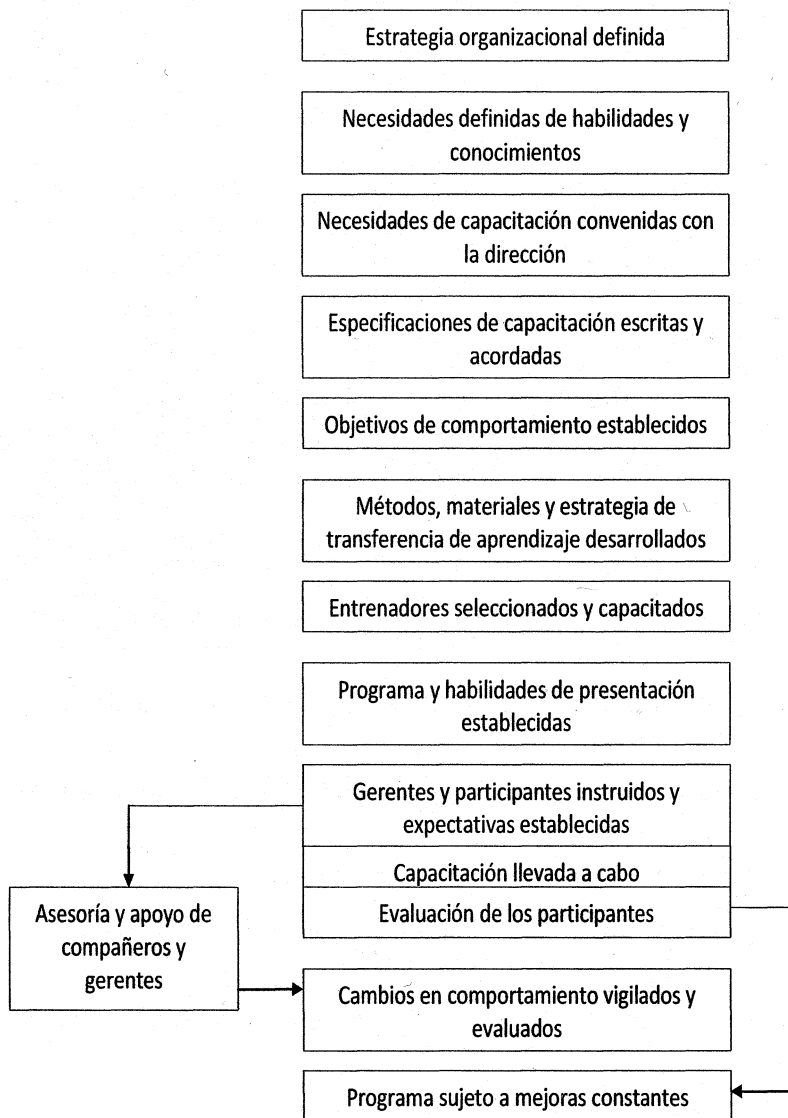 Estrategia organizacional definida
Necesidades definidas de habilidades y
conocimientos
Necesidades de capacitación convenidas con
la dirección
Especificaciones de capacitación escritas y
acordadas
Objetivos de comportamiento establecidos
Métodos, materiales y estrategia de
transferencia de aprendizaje desarrollados
Entrenadores seleccionados y capacitados
Programa y habilidades de presentación
establecidas
Gerentes y participantes instruidos y
expectativas establecidas
Capacitación llevada a cabo
Evaluación de los participantes
Asesoría y apoyo de
compañeros y
gerentes
Cambios en comportamiento vigilados y
evaluados
Programa sujeto a mejoras constantes